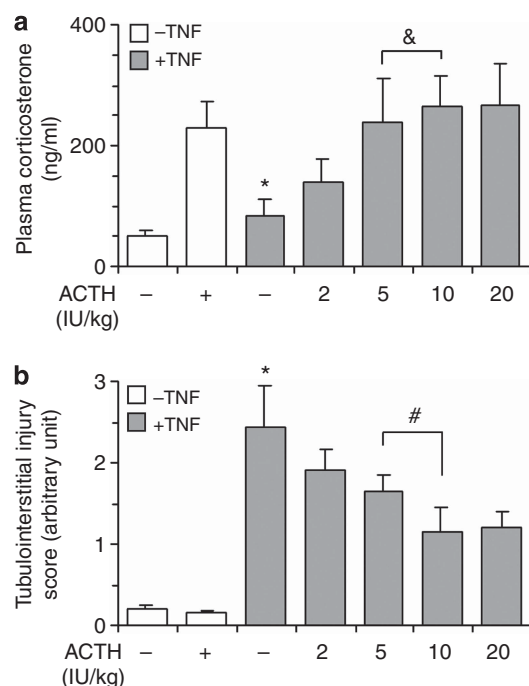 a
400
–TNF
+TNF
&
200
*
0
Plasma corticosterone
(ng/ml)
ACTH – + – 2 5 10 20
(IU/kg)
b
3
–TNF
+TNF
*
#
2
1
0
Tubulointerstitial injury
score (arbitrary unit)
ACTH – + – 2 5 10 20
(IU/kg)